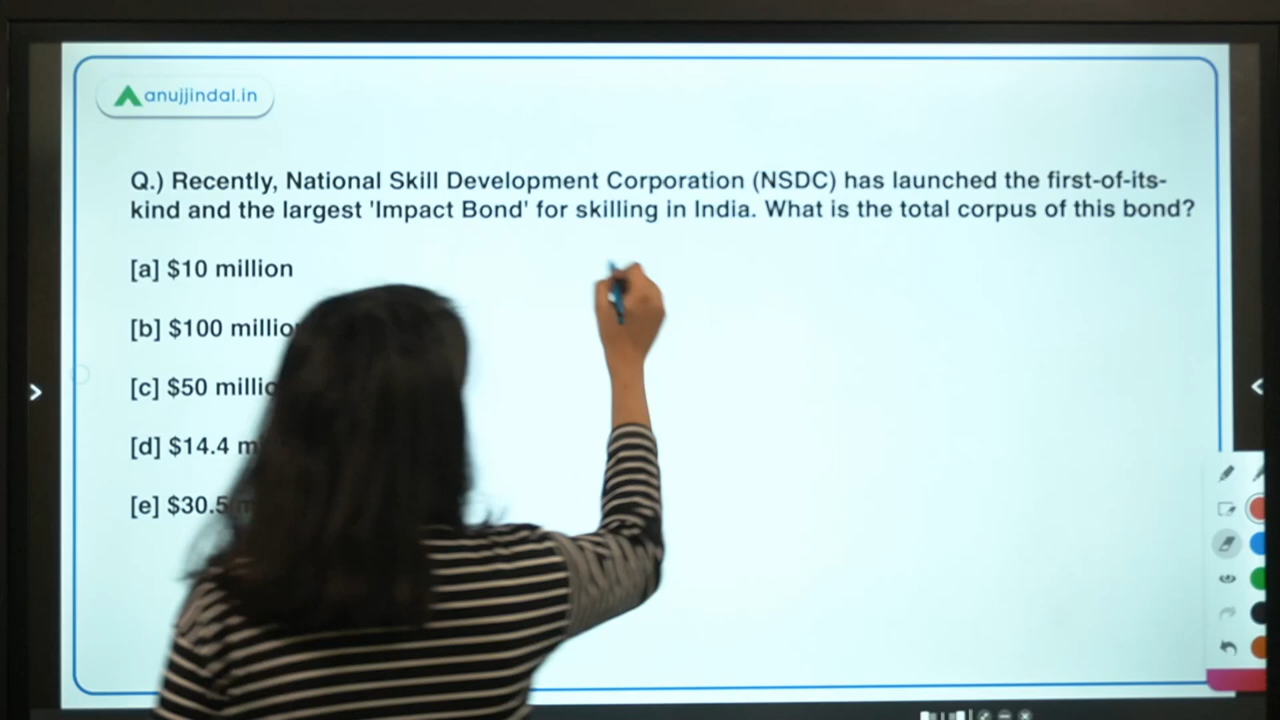 anujjindal.in
Q.) Recently, National Skill Development Corporation (NSDC) has launched the first-of-its-
kind and the largest 'Impact Bond' for skilling in India. What is the total corpus of this bond?
[a] $10 million
[b] $100
[c] $50
[d] $14.4
[e] $30.5